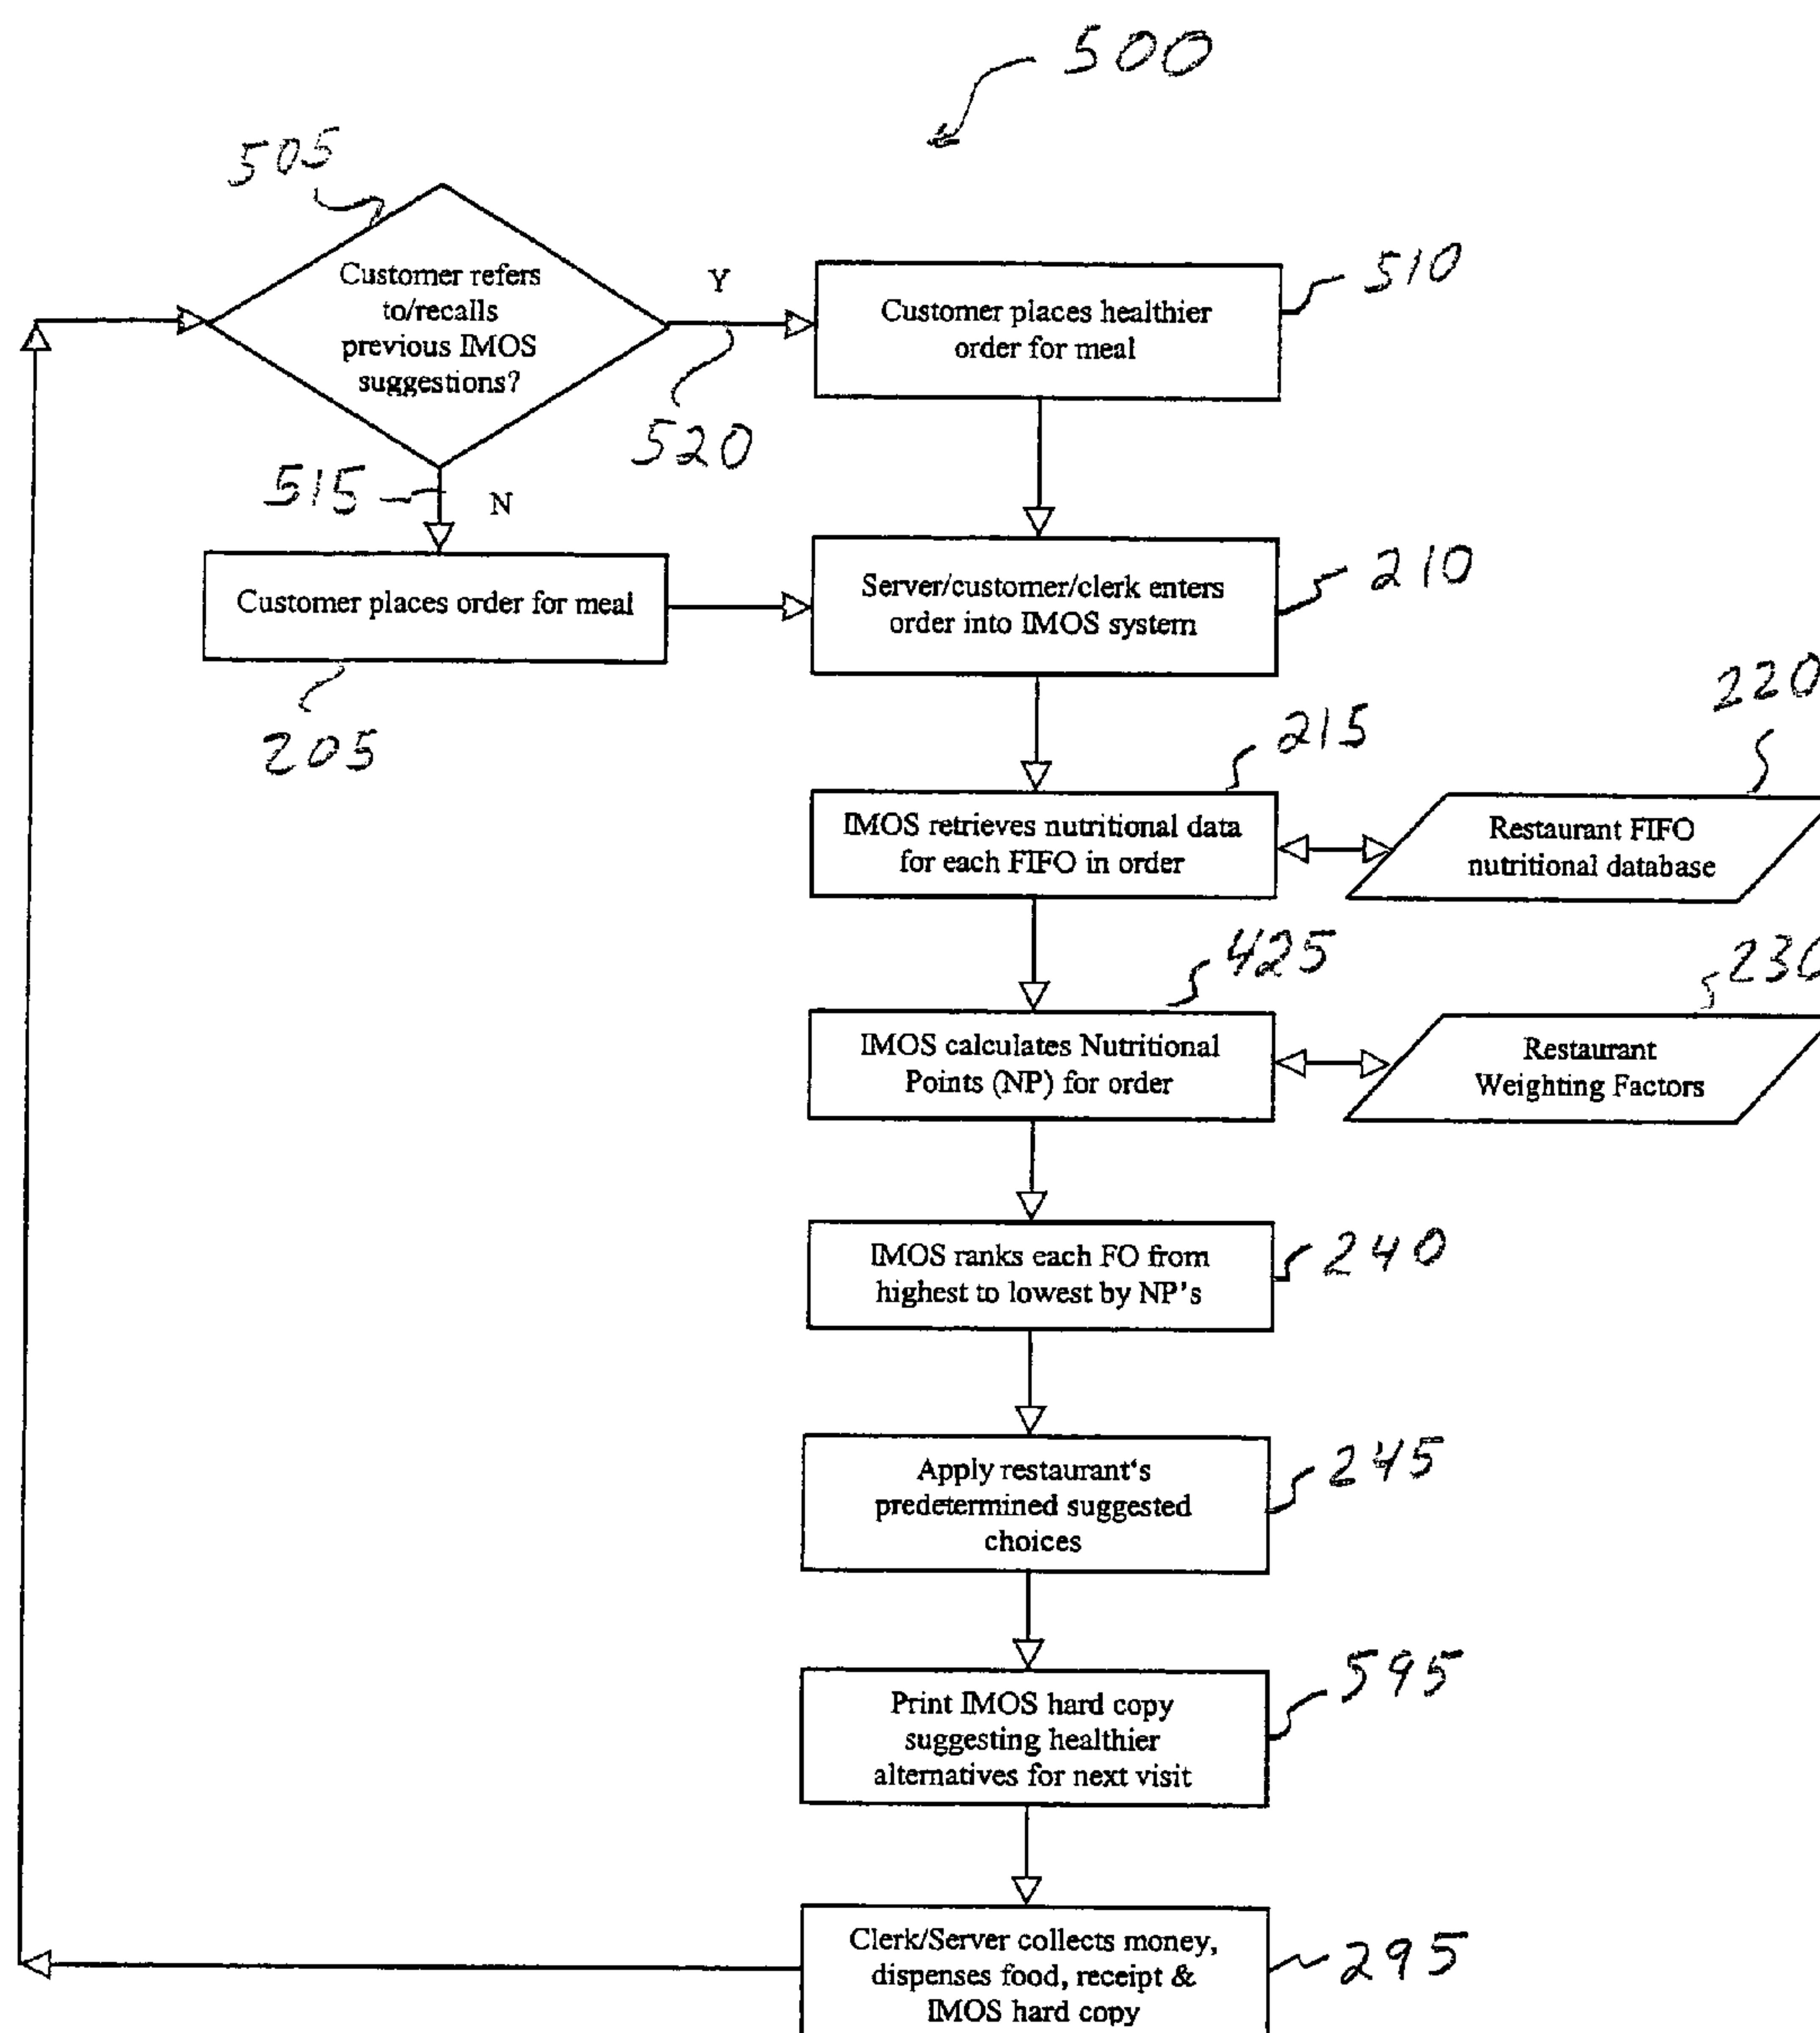 500
505
Customer refers
to/recalls
previous IMOS
suggestions?
Y
520
Customer places healthier
order for meal
510
515
N
Customer places order for meal
205
Server/customer/clerk enters
order into IMOS system
210
215
IMOS retrieves nutritional data
for each FIFO in order
220
Restaurant FIFO
nutritional database
425
IMOS calculates Nutritional
Points (NP) for order
230
Restaurant
Weighting Factors
IMOS ranks each FO from
highest to lowest by NP's
240
Apply restaurant's
predetermined suggested
choices
245
Print IMOS hard copy
suggesting healthier
alternatives for next visit
595
Clerk/Server collects money,
dispenses food, receipt &
IMOS hard copy
295